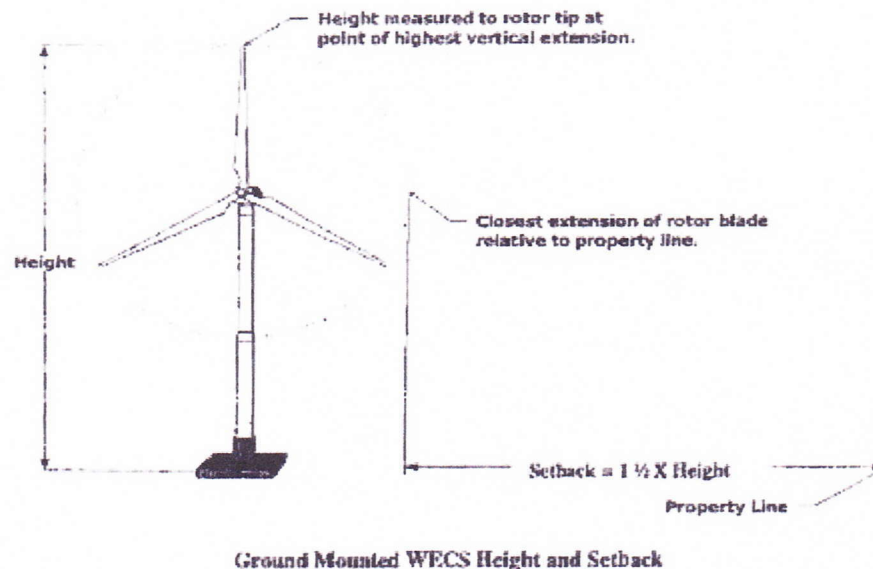 Height measured to rotor tip at
point of highest vertical extension.
Closest extension of rotor blade
relative to property line.
Height
Setback = 1 ½ X Height
Property Line
Ground Mounted WECS Height and Setback